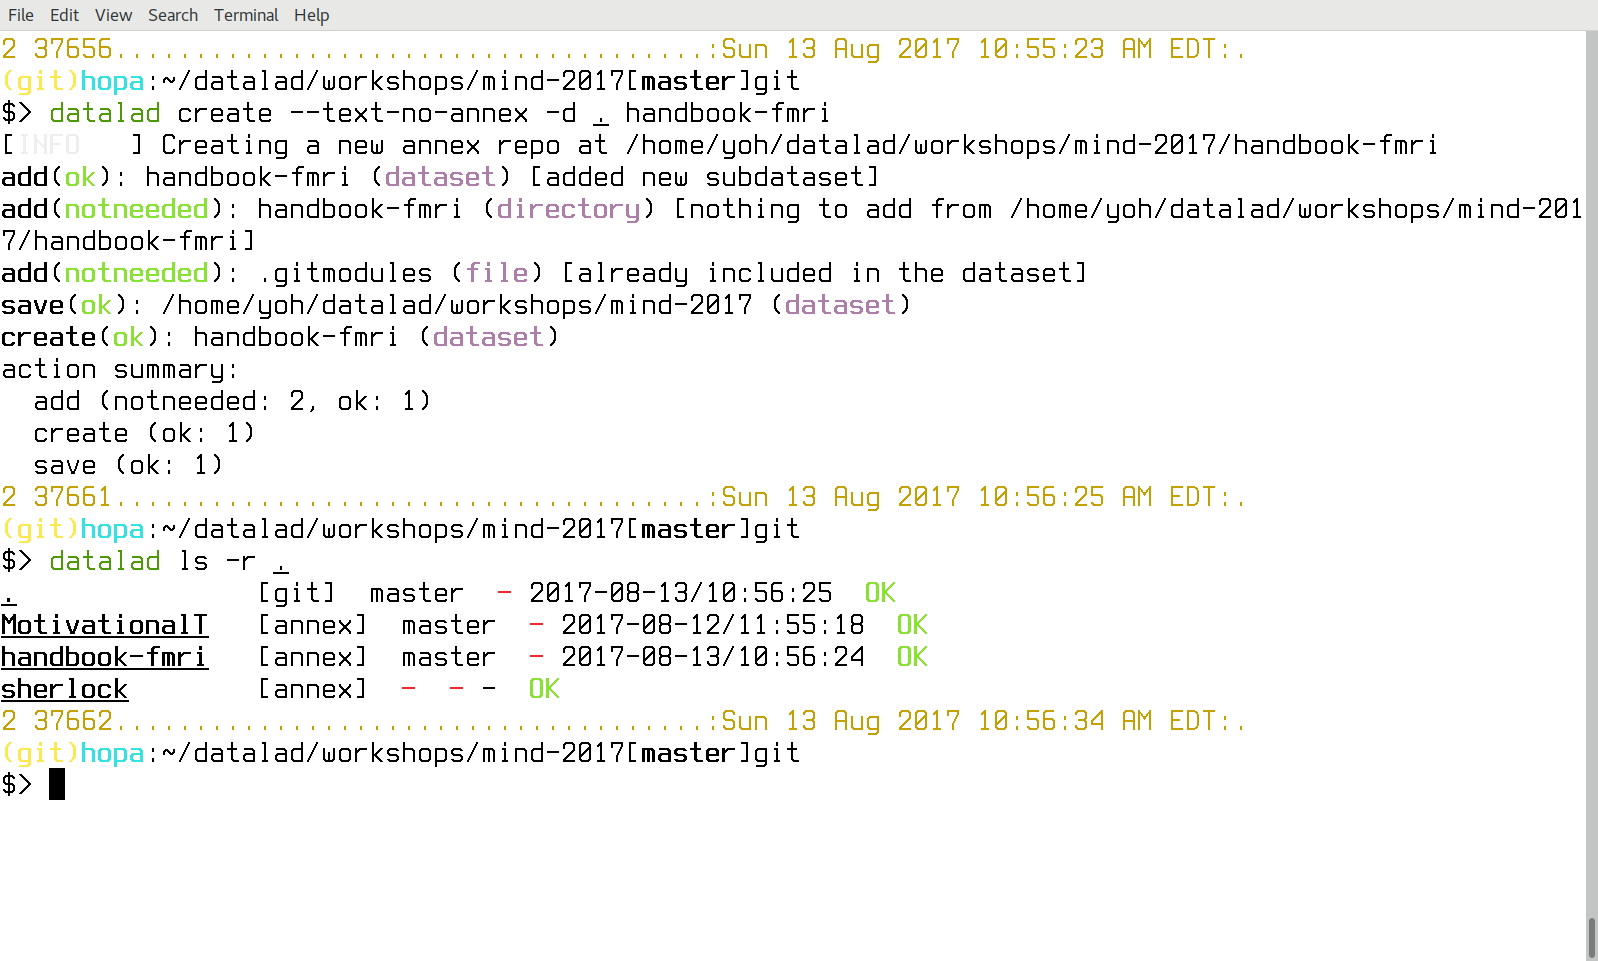 File Edit View Search Terminal Help
2 37656.....................................:Sun 13 Aug 2017 10:55:23 AM EDT:.
(git)hopa:~/datalad/workshops/mind-2017[master]git
$> datalad create --text-no-annex -d . handbook-fmri
[INFO   ] Creating a new annex repo at /home/yoh/datalad/workshops/mind-2017/handbook-fmri
add(ok): handbook-fmri (dataset) [added new subdataset]
add(notneeded): handbook-fmri (directory) [nothing to add from /home/yoh/datalad/workshops/mind-201
7/handbook-fmri]
add(notneeded): .gitmodules (file) [already included in the dataset]
save(ok): /home/yoh/datalad/workshops/mind-2017 (dataset)
create(ok): handbook-fmri (dataset)
action summary:
  add (notneeded: 2, ok: 1)
  create (ok: 1)
  save (ok: 1)
2 37661.....................................:Sun 13 Aug 2017 10:56:25 AM EDT:.
(git)hopa:~/datalad/workshops/mind-2017[master]git
$> datalad ls -r .
.               [git]  master  - 2017-08-13/10:56:25  OK
MotivationalT   [annex]  master  - 2017-08-12/11:55:18  OK
handbook-fmri   [annex]  master  - 2017-08-13/10:56:24  OK
sherlock        [annex]  -  - -  OK
2 37662.....................................:Sun 13 Aug 2017 10:56:34 AM EDT:.
(git)hopa:~/datalad/workshops/mind-2017[master]git
$>